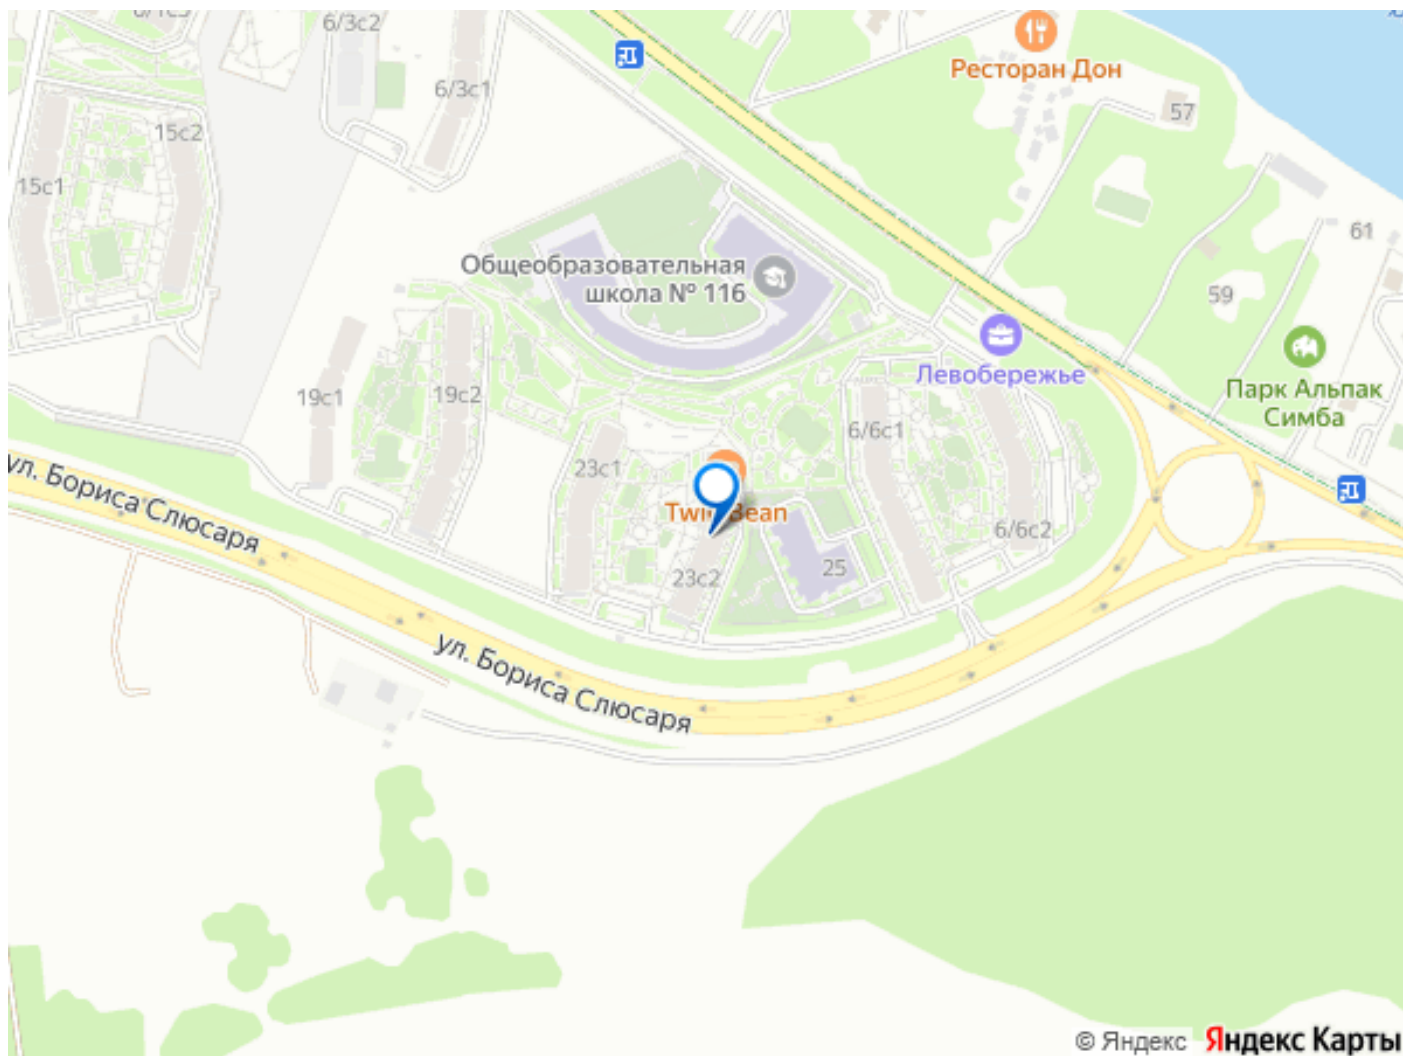 6/3с2
6/3с1
Ресторан Дон
57
15с2
15с1
61
Общеобразовательная
школа № 116
59
Левобережье
Парк Альпак
Симба
19с1
19с2
6/6с1
23с1
6/6с2
25
23с2
ул. Бориса Слюсаря
ул. Бориса Слюсаря
© Яндекс Яндекс Карты